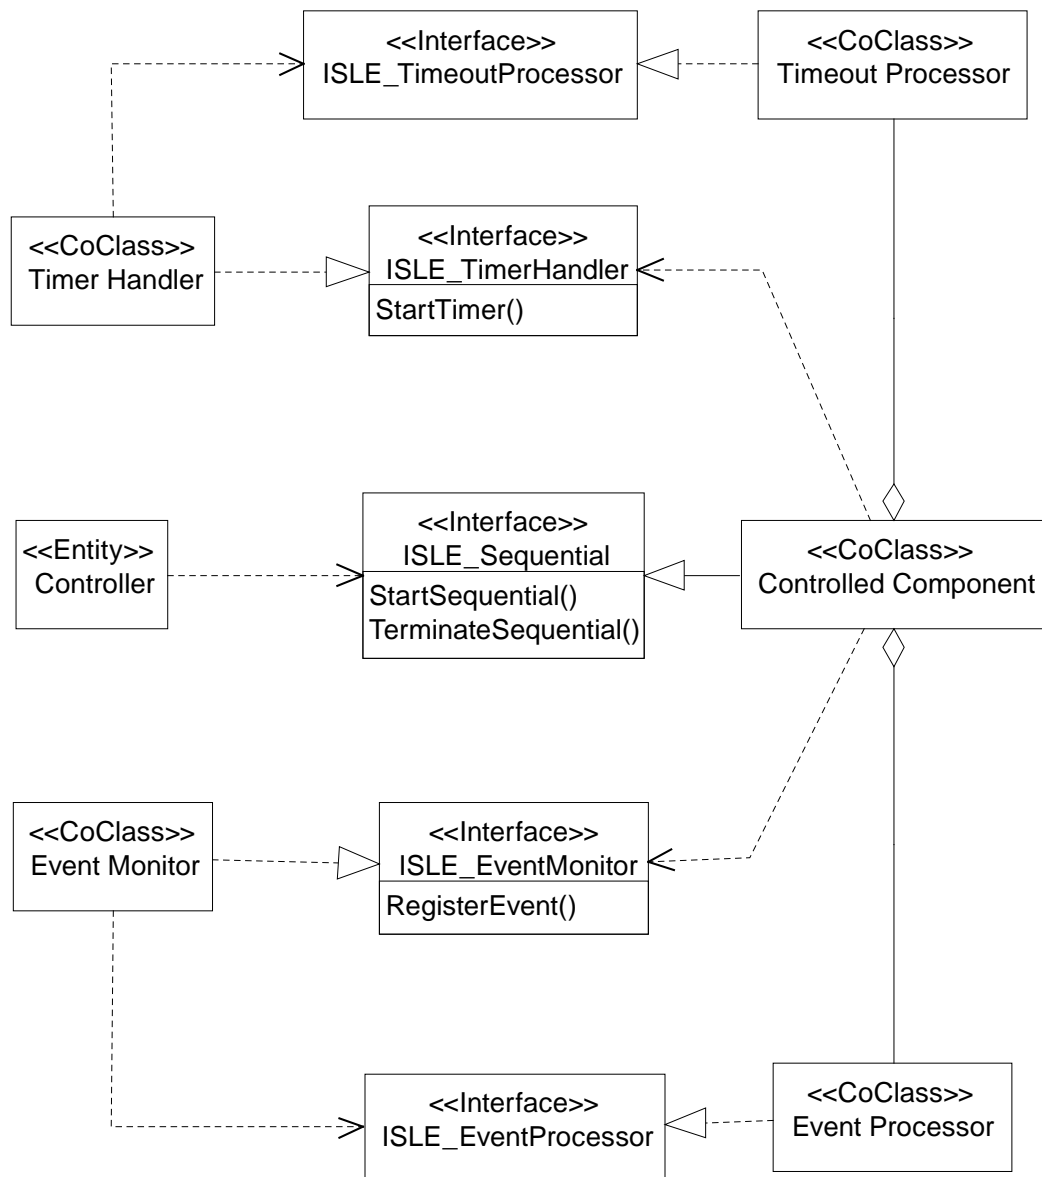 <<Interface>>
ISLE_TimeoutProcessor
<<CoClass>>
Timeout Processor
<<CoClass>>
Timer Handler
<<Interface>>
ISLE_TimerHandler
StartTimer()
<<Entity>>
Controller
<<Interface>>
ISLE_Sequential
StartSequential()
TerminateSequential()
<<CoClass>>
Controlled Component
<<CoClass>>
Event Monitor
<<Interface>>
ISLE_EventMonitor
RegisterEvent()
<<Interface>>
ISLE_EventProcessor
<<CoClass>>
Event Processor